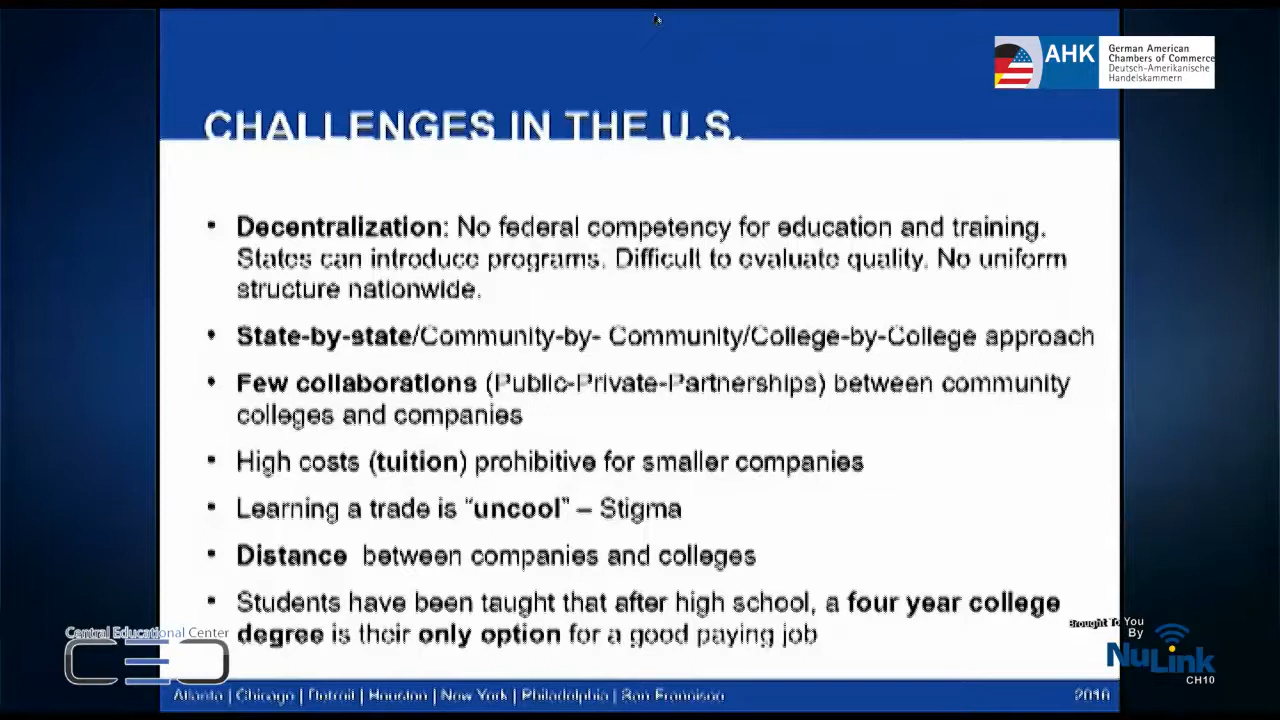 AHK
German American
Chambers of Commerce
Deutsch-Amerikanische
Handelskammern
CHALLENGES IN THE U.S.
▪ Decentralization: No federal competency for education and training.
States can introduce programs. Difficult to evaluate quality. No uniform
structure nationwide.
▪ State-by-state/Community-by- Community/College-by-College approach
▪ Few collaborations (Public-Private-Partnerships) between community
colleges and companies
▪ High costs (tuition) prohibitive for smaller companies
▪ Learning a trade is “uncool” – Stigma
▪ Distance between companies and colleges
▪ Students have been taught that after high school, a four year college
degree is their only option for a good paying job
Central Educational Center
CEC
Brought To You
By
NuLink
CH10
Atlanta | Chicago | Detroit | Houston | New York | Philadelphia | San Francisco
2016